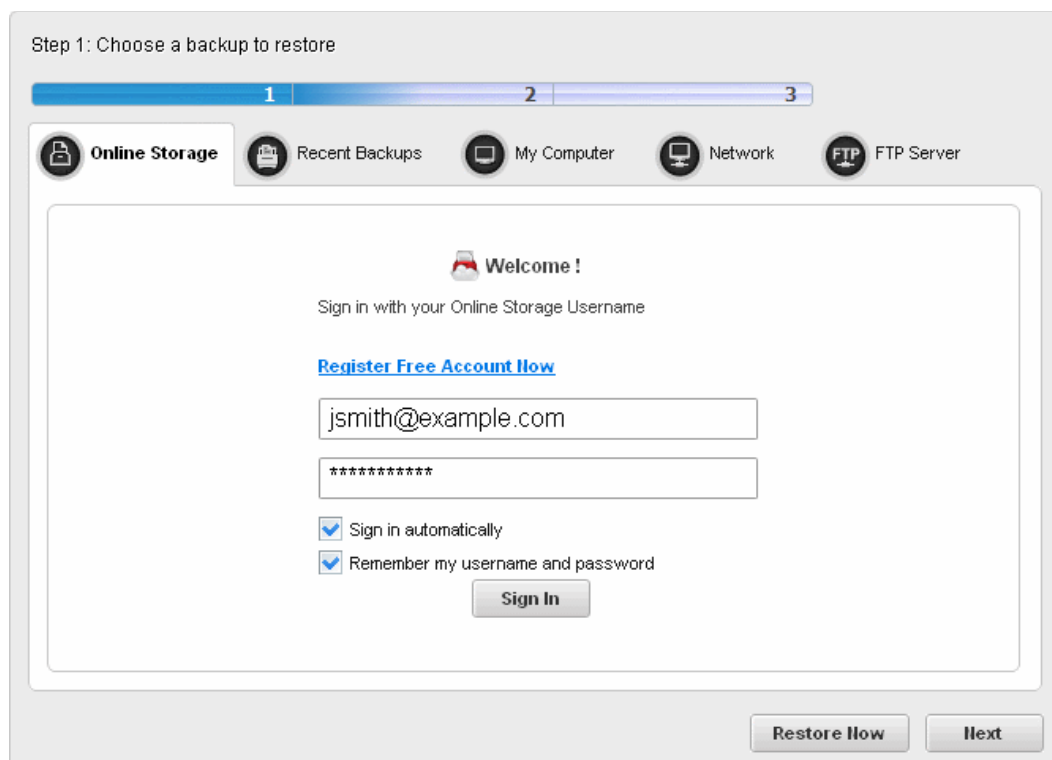 Step 1: Choose a backup to restore
1 2 3
Online Storage Recent Backups My Computer Network FTP FTP Server
Welcome !
Sign in with your Online Storage Username
Register Free Account Now
jsmith@example.com
***********
Sign in automatically
Remember my username and password
Sign In
Restore Now Next